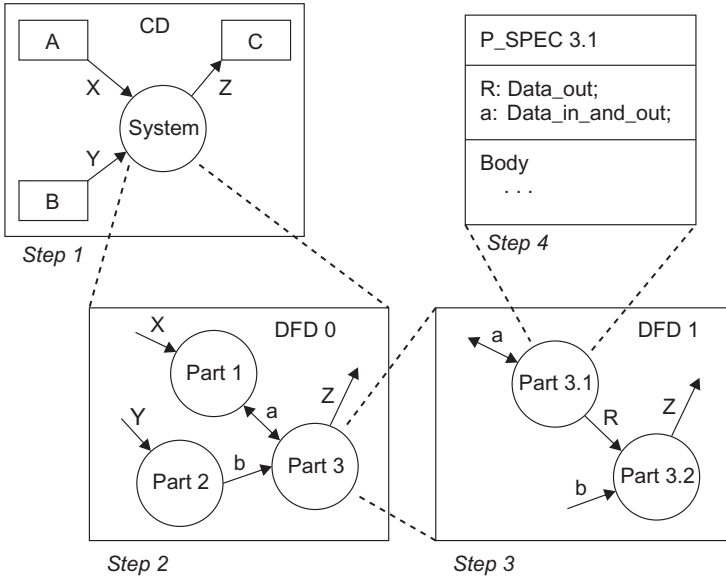 A
CD
C
X
Z
System
Y
B
Step 1
P_SPEC 3.1
R: Data_out;
a: Data_in_and_out;
Body
. . .
Step 4
X
DFD 0
Part 1
Z
Y
a
b
Part 3
Part 2
Step 2
DFD 1
a
Part 3.1
Z
R
b
Part 3.2
Step 3